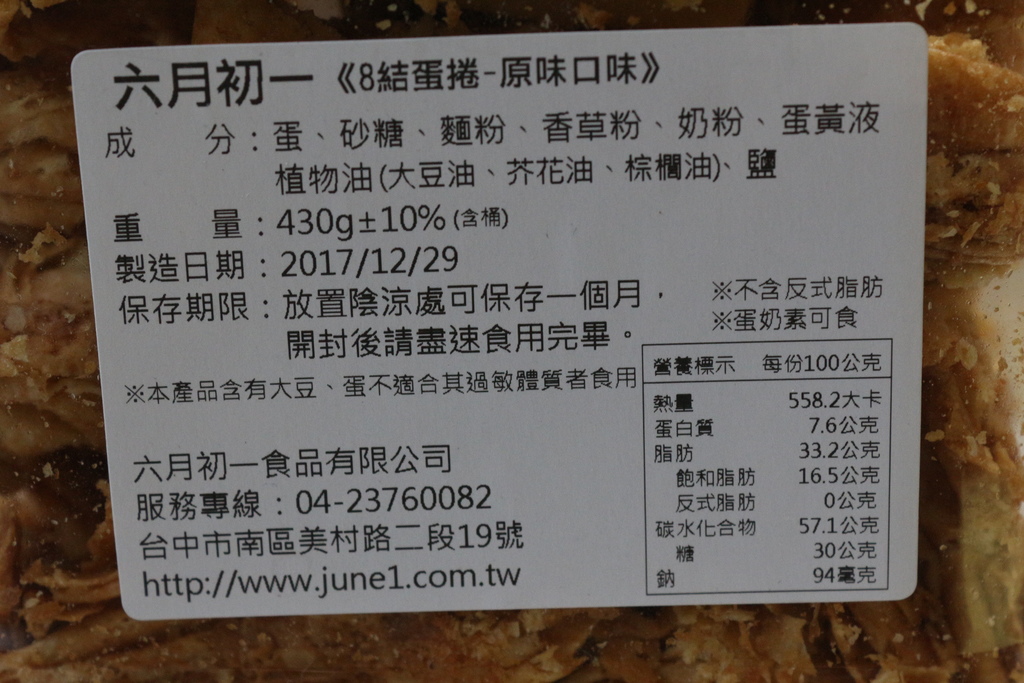 六月初一《8結蛋捲-原味口味》
成 分：蛋、砂糖、麵粉、香草粉、奶粉、蛋黃液
植物油(大豆油、芥花油、棕櫚油)、鹽
重 量：430g±10%(含桶)
製造日期：2017/12/29
保存期限：放置陰涼處可保存一個月，
開封後請盡速食用完畢。
※不含反式脂肪
※蛋奶素可食
※本產品含有大豆、蛋不適合其過敏體質者食用
六月初一食品有限公司
服務專線：04-23760082
台中市南區美村路二段19號
http://www.june1.com.tw
營養標示 每份100公克
熱量 558.2大卡
蛋白質 7.6公克
脂肪 33.2公克
飽和脂肪 16.5公克
反式脂肪 0公克
碳水化合物 57.1公克
糖 30公克
鈉 94毫克